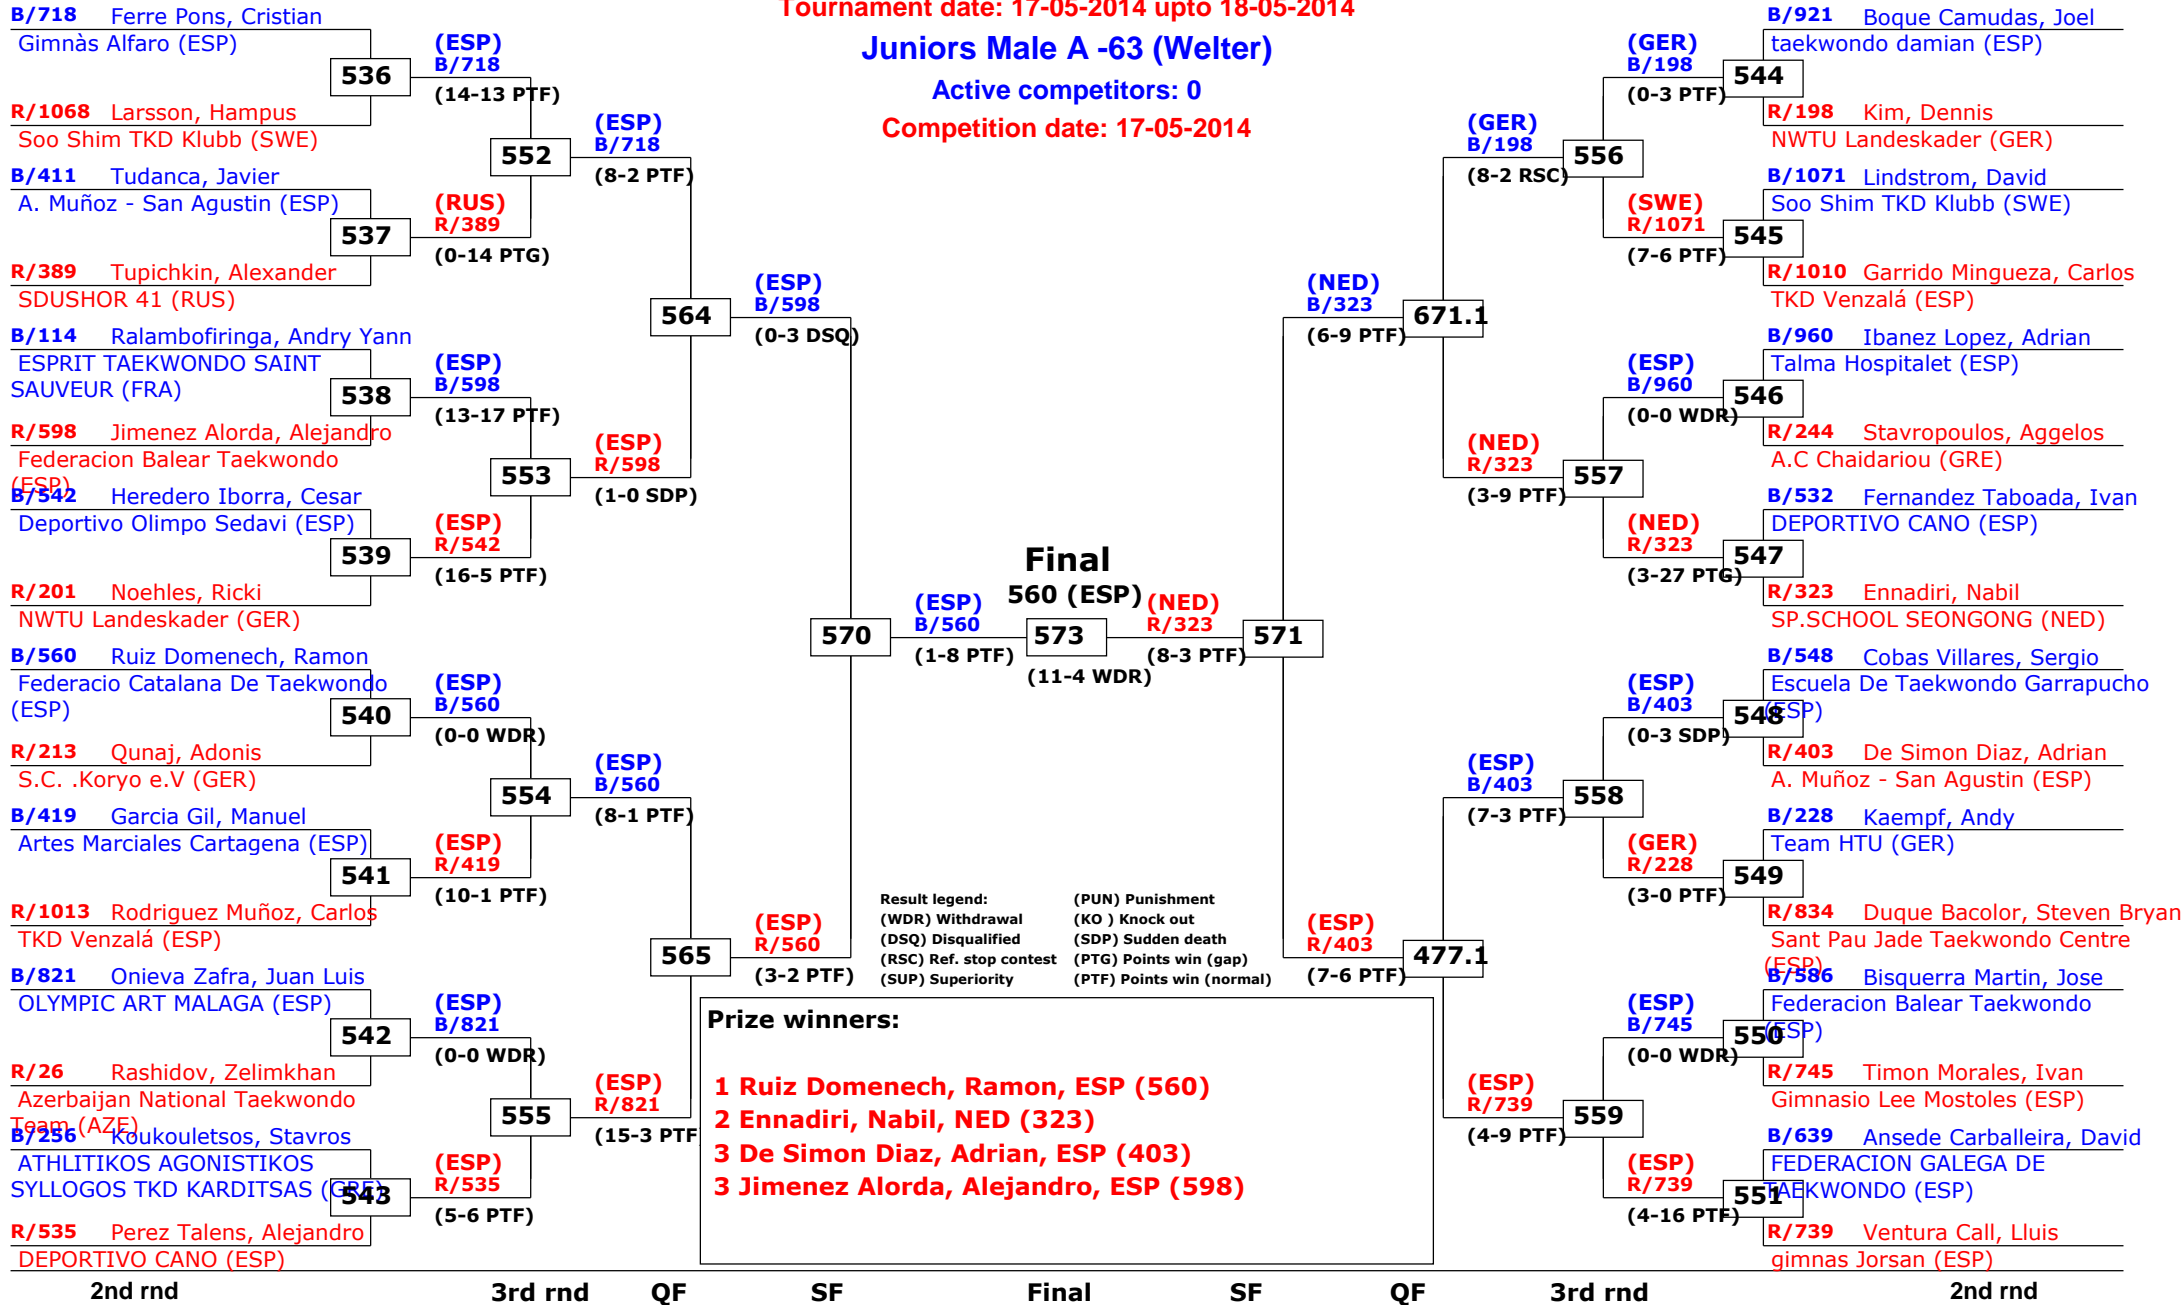 Tournament date: 17-05-2014 upto 18-05-2014
Juniors Male A -63 (Welter)
Active competitors: 0
Competition date: 17-05-2014
B/718 Ferre Pons, Cristian
Gimnàs Alfaro (ESP)
536
R/1068 Larsson, Hampus
Soo Shim TKD Klubb (SWE)
B/411 Tudanca, Javier
A. Muñoz - San Agustin (ESP)
537
R/389 Tupichkin, Alexander
SDUSHOR 41 (RUS)
B/114 Ralambofiringa, Andry Yann
ESPRIT TAEKWONDO SAINT
SAUVEUR (FRA)
538
R/598 Jimenez Alorda, Alejandro
Federacion Balear Taekwondo
(ESP)
B/542 Heredero Iborra, Cesar
Deportivo Olimpo Sedavi (ESP)
539
R/201 Noehles, Ricki
NWTU Landeskader (GER)
B/560 Ruiz Domenech, Ramon
Federacio Catalana De Taekwondo
(ESP)
540
R/213 Qunaj, Adonis
S.C. .Koryo e.V (GER)
B/419 Garcia Gil, Manuel
Artes Marciales Cartagena (ESP)
541
R/1013 Rodriguez Muñoz, Carlos
TKD Venzalá (ESP)
B/821 Onieva Zafra, Juan Luis
OLYMPIC ART MALAGA (ESP)
542
R/26 Rashidov, Zelimkhan
Azerbaijan National Taekwondo
Team (AZE)
B/256 Koukouletsos, Stavros
ATHLITIKOS AGONISTIKOS
SYLLOGOS TKD KARDITSAS (GRE)
543
R/535 Perez Talens, Alejandro
DEPORTIVO CANO (ESP)
(ESP)
B/718
(14-13 PTF)
552
(RUS)
R/389
(0-14 PTG)
(ESP)
B/598
(13-17 PTF)
553
(ESP)
R/542
(16-5 PTF)
(ESP)
B/560
(0-0 WDR)
554
(ESP)
R/419
(10-1 PTF)
(ESP)
B/821
(0-0 WDR)
555
(ESP)
R/535
(5-6 PTF)
(ESP)
B/718
(8-2 PTF)
564
(ESP)
R/598
(1-0 SDP)
(ESP)
B/560
(8-1 PTF)
565
(ESP)
R/821
(15-3 PTF
(ESP)
B/598
(0-3 DSQ)
570
(ESP)
R/560
(3-2 PTF)
(ESP)
B/560
(1-8 PTF)
Final
560 (ESP)
573
(11-4 WDR)
(NED)
R/323
(8-3 PTF)
571
(NED)
B/323
(6-9 PTF)
671.1
(ESP)
R/403
(7-6 PTF)
477.1
(GER)
B/198
(8-2 RSC)
556
(NED)
R/323
(3-9 PTF)
557
(ESP)
B/403
(7-3 PTF)
558
(ESP)
R/739
(4-9 PTF)
559
(GER)
B/198
(0-3 PTF)
(SWE)
R/1071
(7-6 PTF)
(ESP)
B/960
(0-0 WDR)
(NED)
R/323
(3-27 PTG)
(ESP)
B/403
(0-3 SDP)
(GER)
R/228
(3-0 PTF)
(ESP)
B/745
(0-0 WDR)
(ESP)
R/739
(4-16 PTF)
B/921 Boque Camudas, Joel
taekwondo damian (ESP)
544
R/198 Kim, Dennis
NWTU Landeskader (GER)
B/1071 Lindstrom, David
Soo Shim TKD Klubb (SWE)
545
R/1010 Garrido Mingueza, Carlos
TKD Venzalá (ESP)
B/960 Ibanez Lopez, Adrian
Talma Hospitalet (ESP)
546
R/244 Stavropoulos, Aggelos
A.C Chaidariou (GRE)
B/532 Fernandez Taboada, Ivan
DEPORTIVO CANO (ESP)
547
R/323 Ennadiri, Nabil
SP.SCHOOL SEONGONG (NED)
B/548 Cobas Villares, Sergio
Escuela De Taekwondo Garrapucho
(ESP)
548
R/403 De Simon Diaz, Adrian
A. Muñoz - San Agustin (ESP)
B/228 Kaempf, Andy
Team HTU (GER)
549
R/834 Duque Bacolor, Steven Bryan
Sant Pau Jade Taekwondo Centre
(ESP)
B/586 Bisquerra Martin, Jose
Federacion Balear Taekwondo
(ESP)
550
R/745 Timon Morales, Ivan
Gimnasio Lee Mostoles (ESP)
B/639 Ansede Carballeira, David
FEDERACION GALEGA DE
TAEKWONDO (ESP)
551
R/739 Ventura Call, Lluis
gimnas Jorsan (ESP)
Result legend: (PUN) Punishment
(WDR) Withdrawal (KO ) Knock out
(DSQ) Disqualified (SDP) Sudden death
(RSC) Ref. stop contest (PTG) Points win (gap)
(SUP) Superiority (PTF) Points win (normal)
Prize winners:
1 Ruiz Domenech, Ramon, ESP (560)
2 Ennadiri, Nabil, NED (323)
3 De Simon Diaz, Adrian, ESP (403)
3 Jimenez Alorda, Alejandro, ESP (598)
2nd rnd 3rd rnd QF SF Final SF QF 3rd rnd 2nd rnd